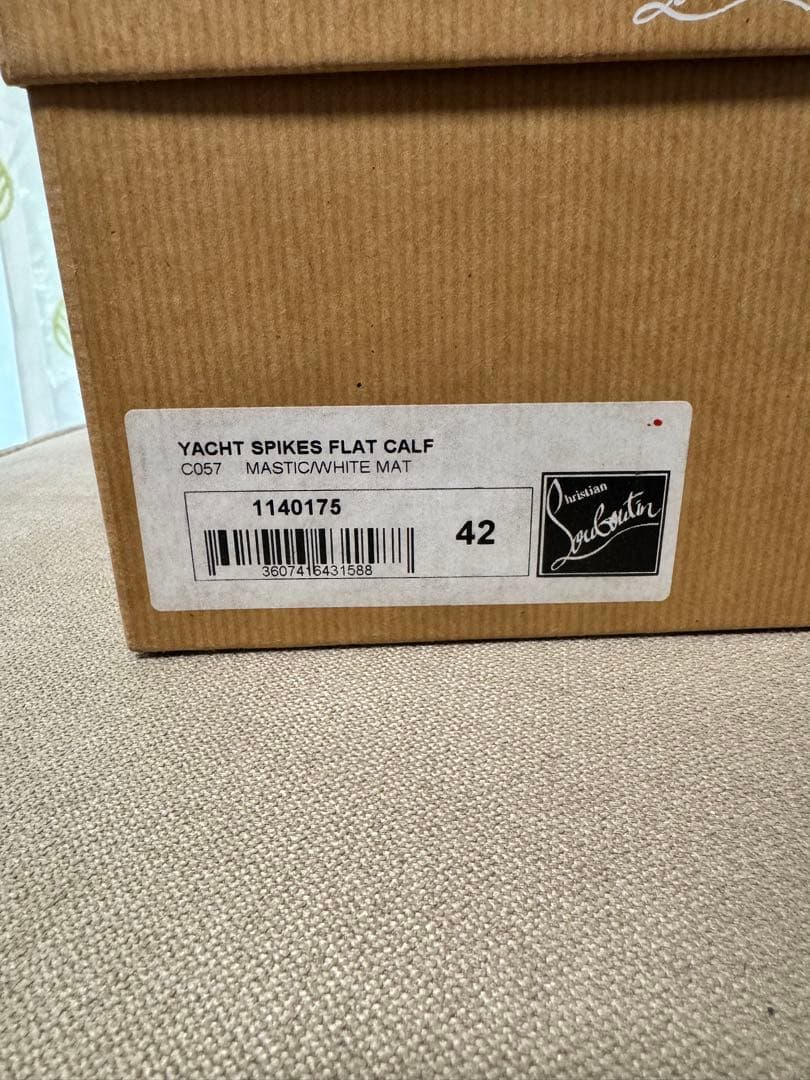 YACHT SPIKES FLAT CALF
C057 MASTIC/WHITE MAT
1140175
42
3607416431588
Christian
Louboutin